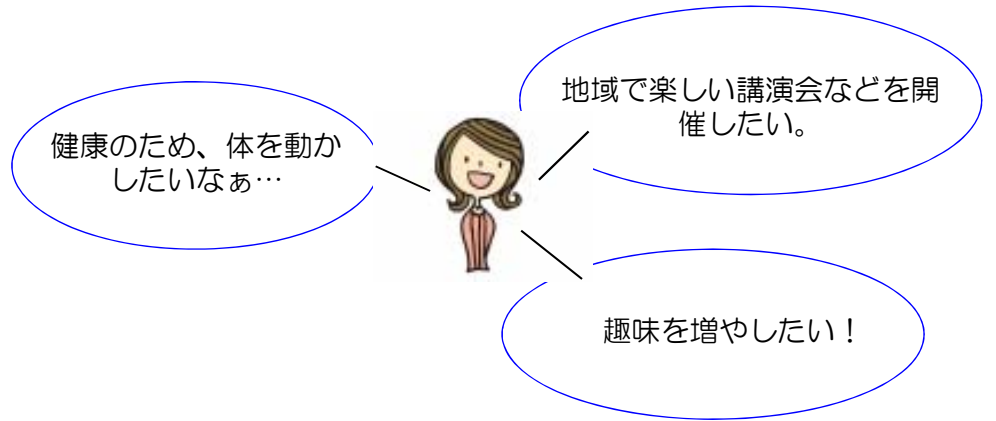 健康のため、体を動か
したいなぁ…
地域で楽しい講演会などを開
催したい。
趣味を増やしたい！